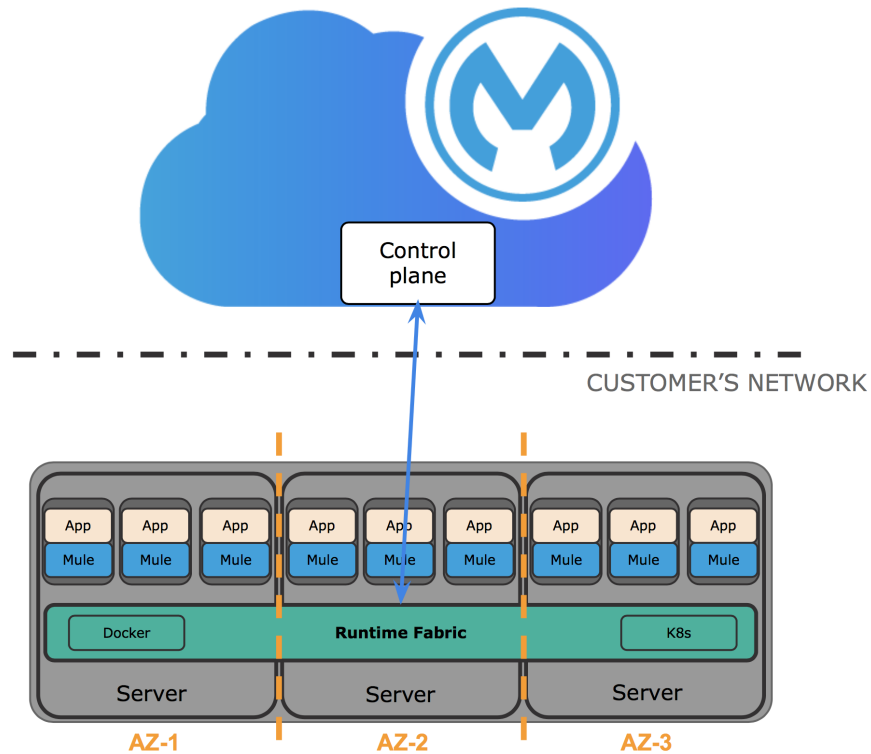 Control
plane
CUSTOMER'S NETWORK
App App App App App App App App App
Mule Mule Mule Mule Mule Mule Mule Mule Mule
Docker Runtime Fabric K8s
Server Server Server
AZ-1 AZ-2 AZ-3